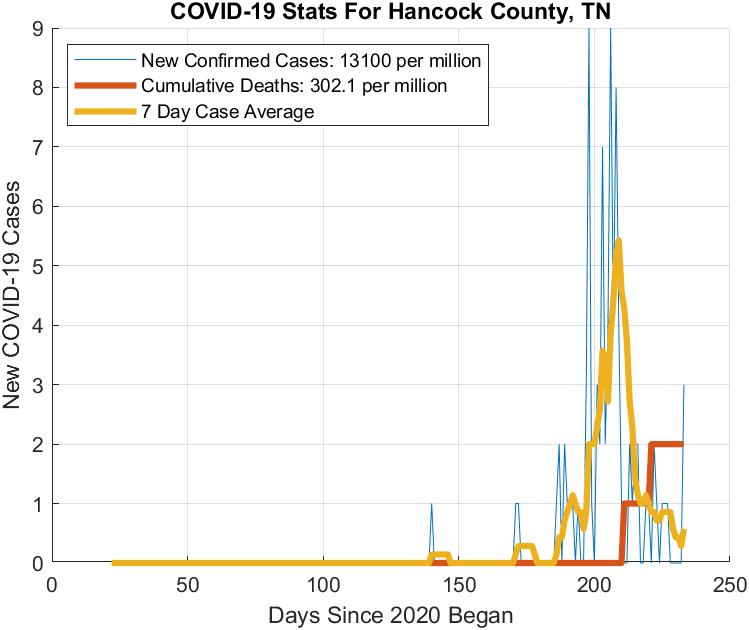 COVID-19 Stats For Hancock County, TN
New Confirmed Cases: 13100 per million
Cumulative Deaths: 302.1 per million
7 Day Case Average
New COVID-19 Cases
9
8
7
6
5
4
3
2
1
0
0 50 100 150 200 250
Days Since 2020 Began